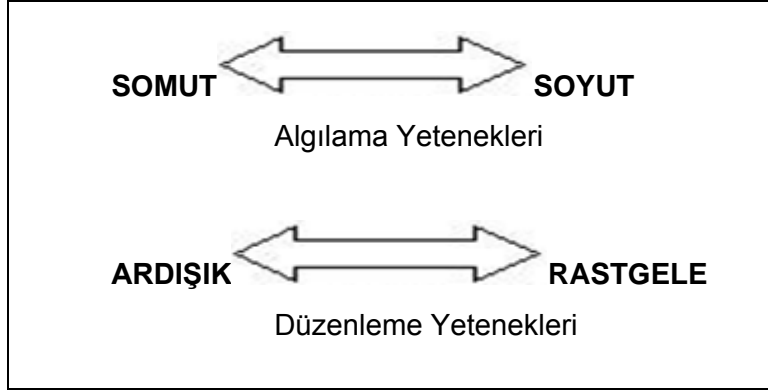 SOMUT SOYUT
Algılama Yetenekleri
ARDIŞIK RASTGELE
Düzenleme Yetenekleri